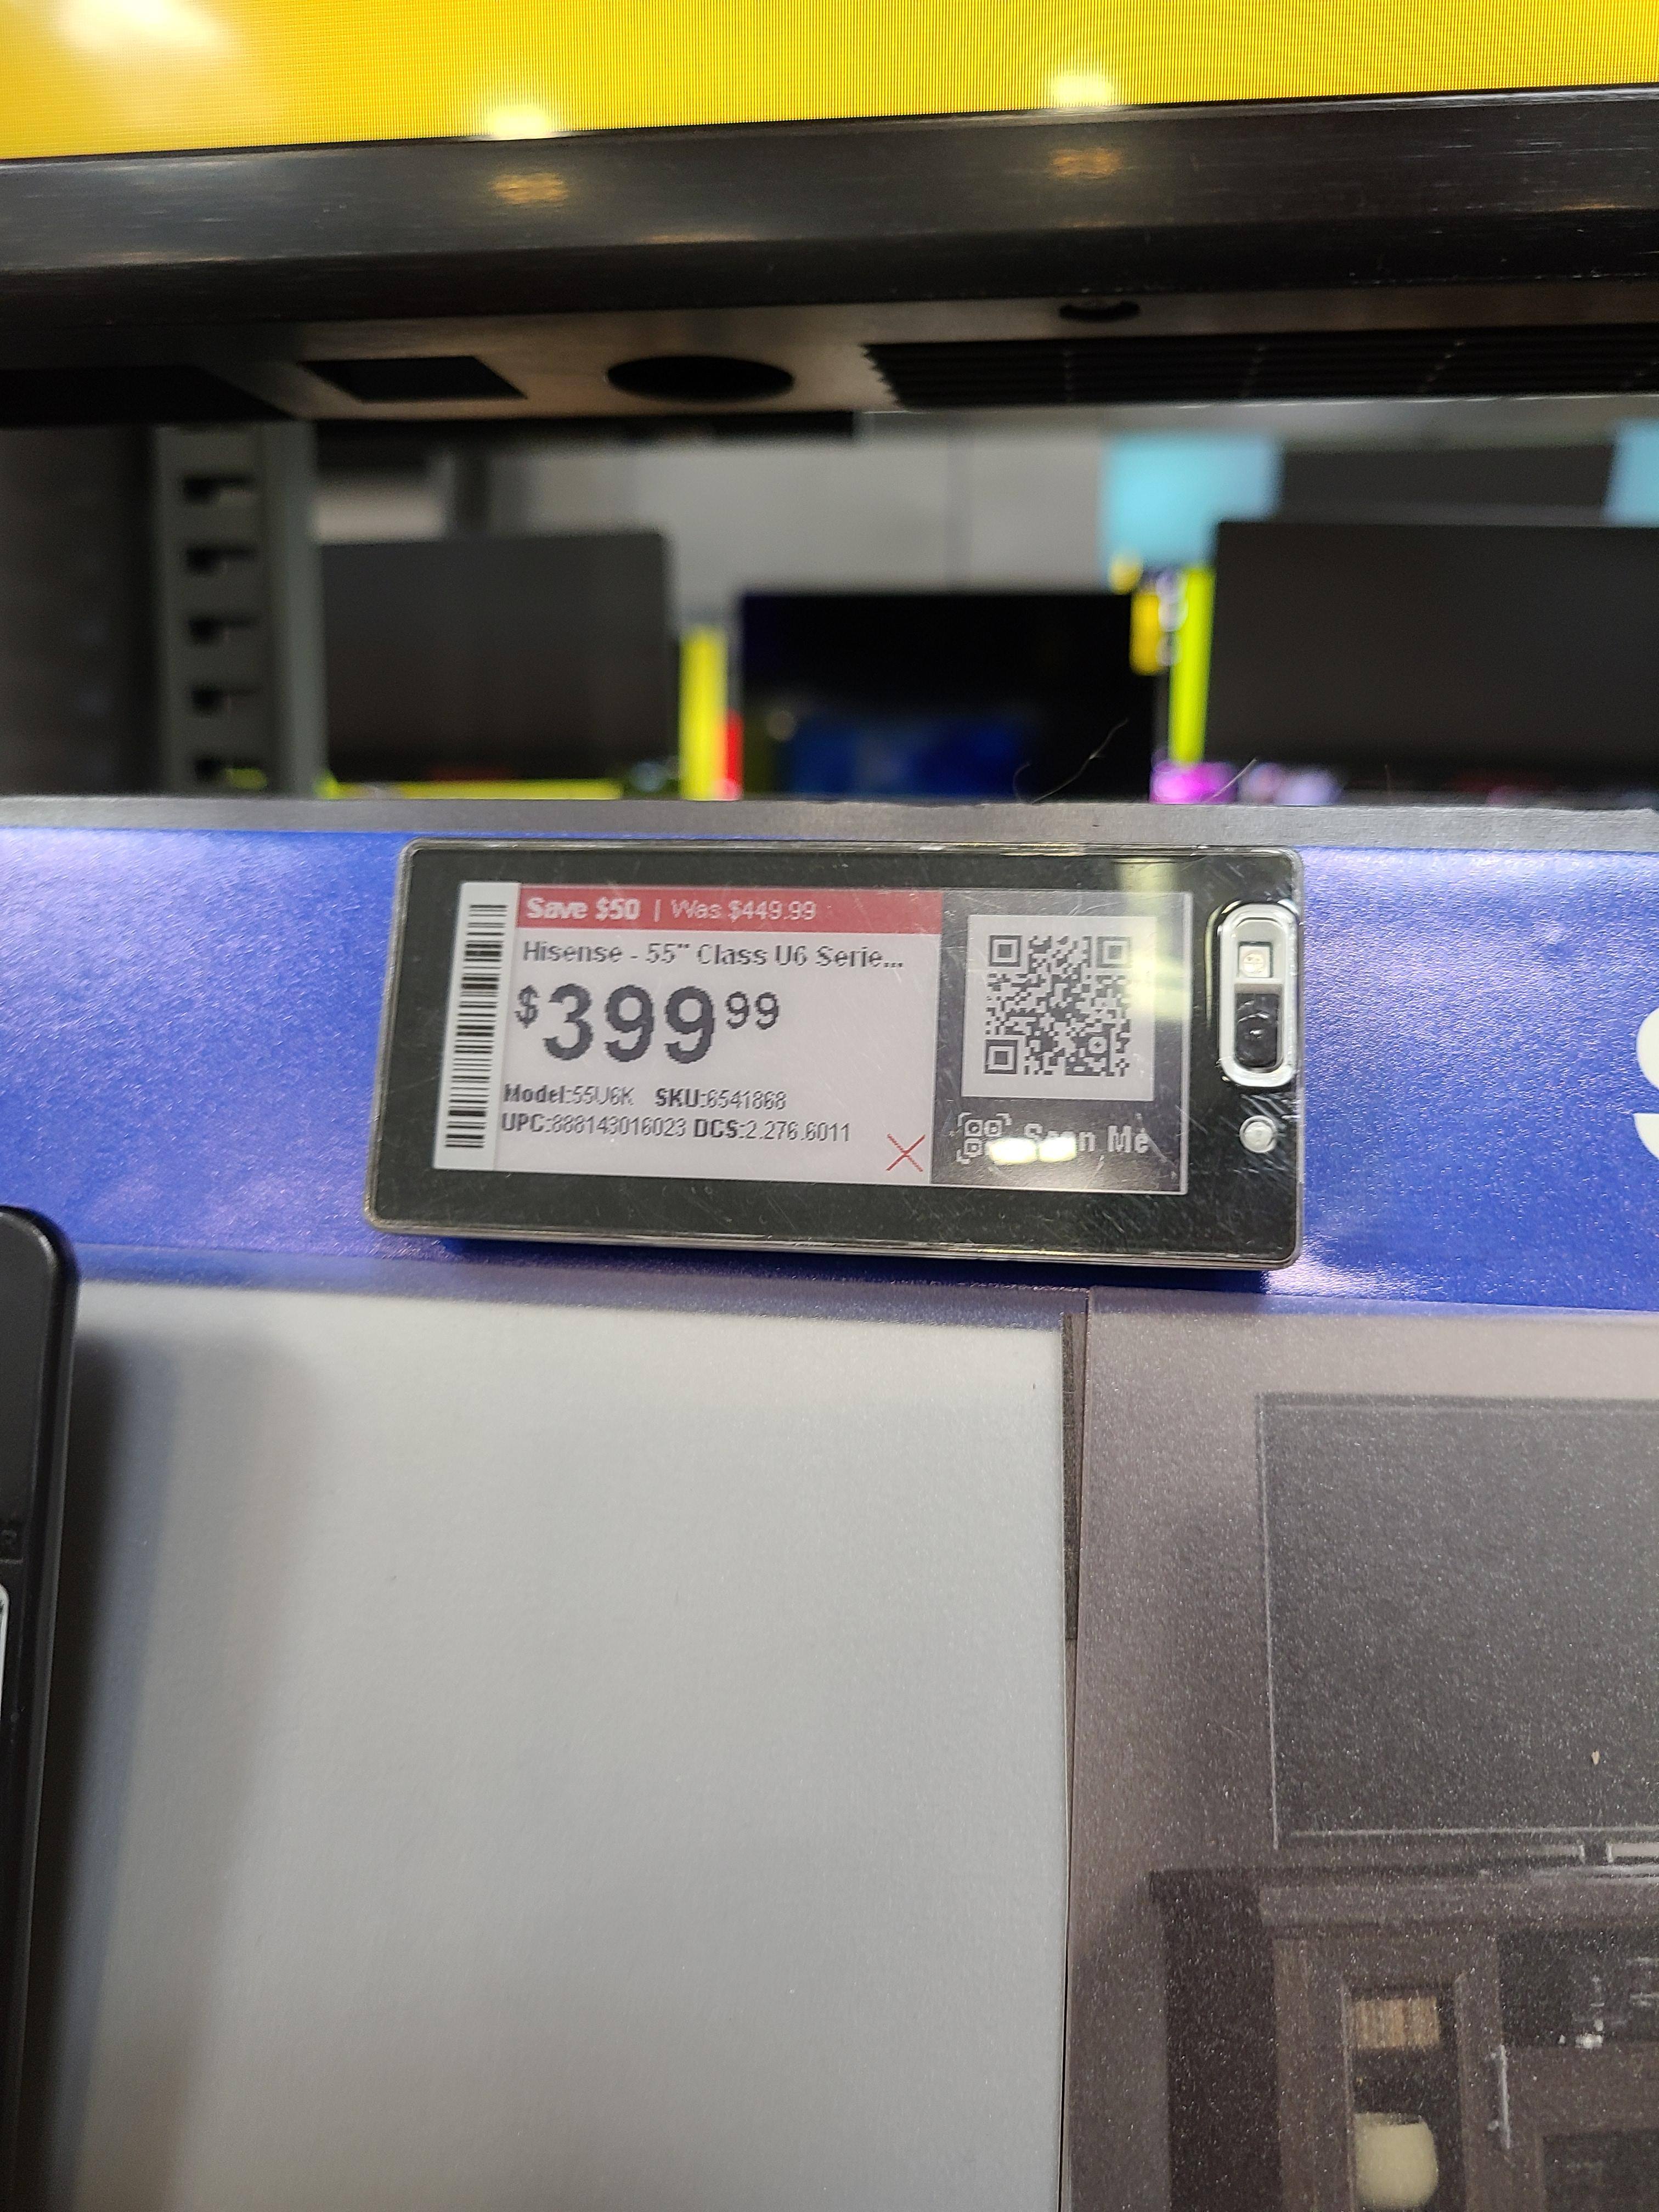 Save $50 | Was $449.99
Hisense - 55" Class U6 Serie...
$399 99
Model:55U6K SKU:6541868
UPC:888143016023 DCS:2.276.6011
Scan Me